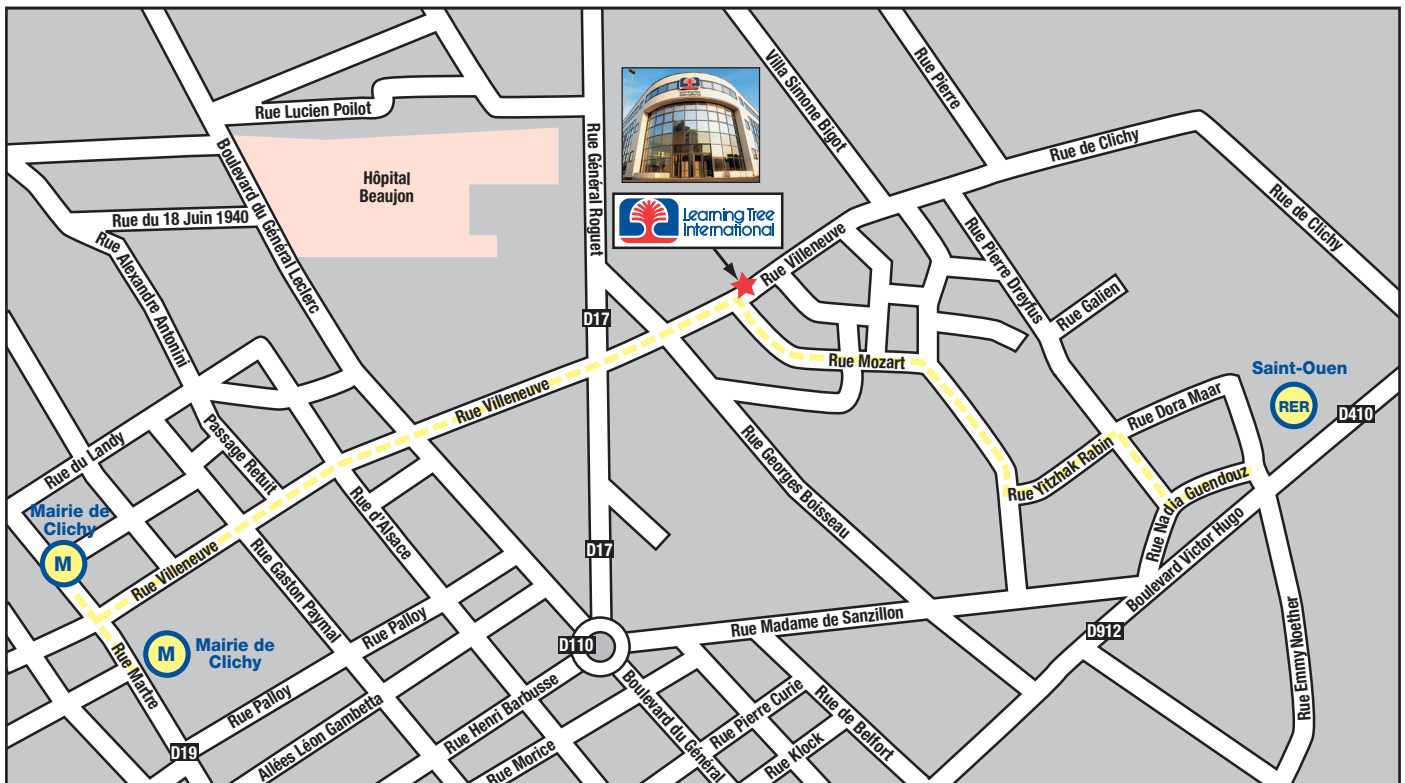 Rue Lucien Poilot
Boulevard du Général Leclerc
Hôpital
Beaujon
Rue du 18 Juin 1940
Rue Alexandre Antonini
Rue Général Roguet
Learning Tree
International
Learning Tree
International
Villa Simone Bigot
Rue Pierre
Rue de Clichy
Rue de Clichy
Rue Villeneuve
Rue Pierre Dreyfus
Rue Galien
D17
Rue Mozart
Saint-Ouen
RER
D410
Rue Villeneuve
Rue Dora Maar
Rue du Landy
Passage Retuit
Rue Georges Boisseau
Rue Yitzhak Rabin
Rue Nadia Guendouz
Mairie de
Clichy
M
Rue d'Alsace
Rue Villeneuve
Rue Gaston Paymal
D17
Boulevard Victor Hugo
Rue Palloy
Rue Madame de Sanzillon
D912
D110
M
Mairie de
Clichy
Rue Martre
Rue Emmy Noether
Rue Palloy
Allées Léon Gambetta
Rue Henri Barbusse
Boulevard du Général
Rue Pierre Curie
Rue de Belfort
Rue Morice
Rue Klock
D19